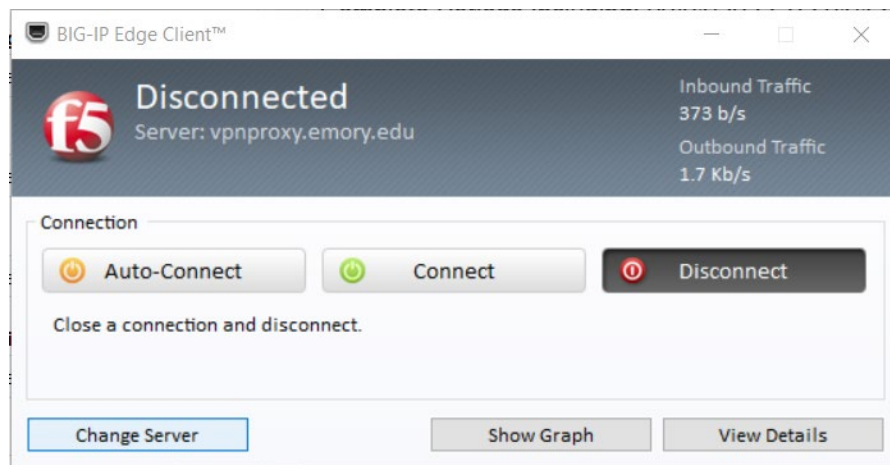 BIG-IP Edge Client™
f5
Disconnected
Server: vpnproxy.emory.edu
Inbound Traffic
373 b/s
Outbound Traffic
1.7 Kb/s
Connection
Auto-Connect
Connect
Disconnect
Close a connection and disconnect.
Change Server
Show Graph
View Details